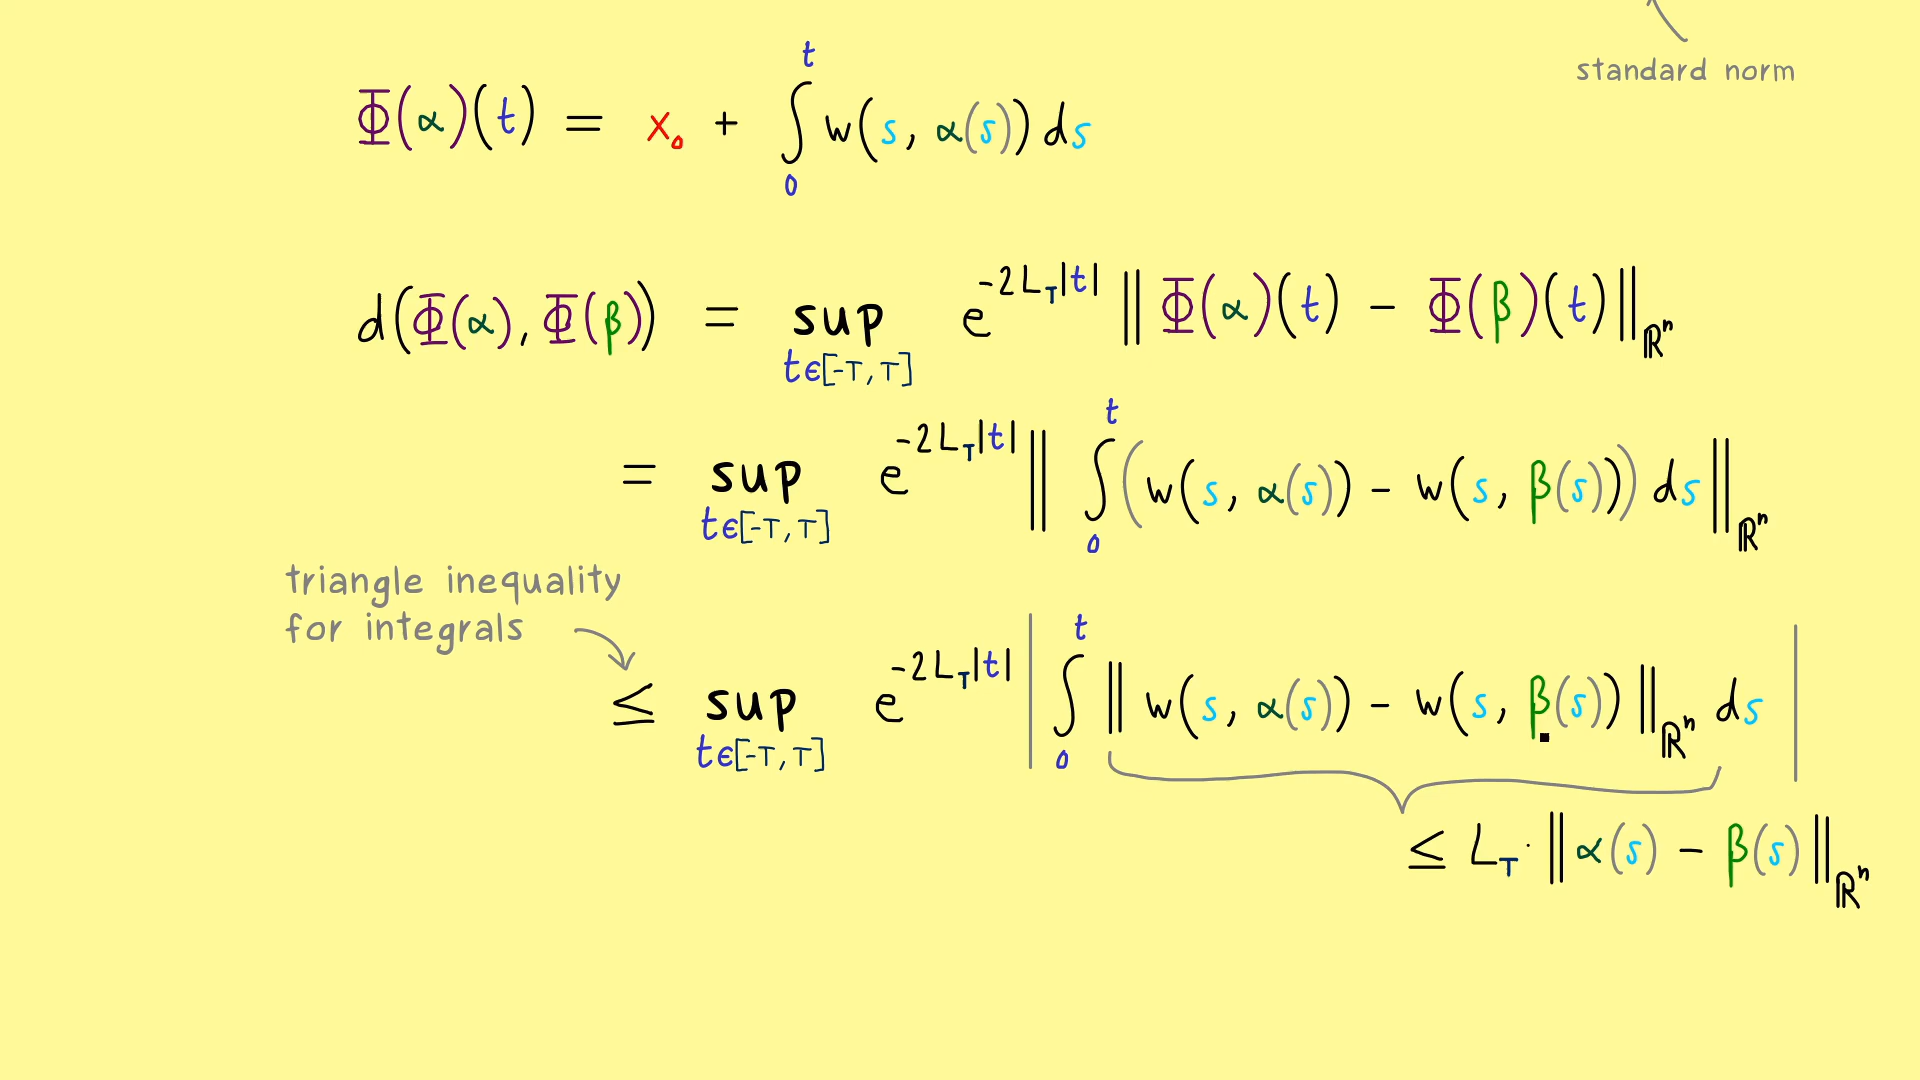 standard norm
Φ(α)(t) = x₀ + ∫₀ᵗ w(s, α(s)) ds
d(Φ(α), Φ(β)) = sup_{t∈[-T,T]} e^{-2L_T|t|} ‖Φ(α)(t) − Φ(β)(t)‖_{ℝⁿ}
= sup_{t∈[-T,T]} e^{-2L_T|t|} ‖ ∫₀ᵗ (w(s, α(s)) − w(s, β(s))) ds ‖_{ℝⁿ}
triangle inequality
for integrals
≤ sup_{t∈[-T,T]} e^{-2L_T|t|} | ∫₀ᵗ ‖ w(s, α(s)) − w(s, β(s)) ‖_{ℝⁿ} ds |
≤ L_T · ‖α(s) − β(s)‖_{ℝⁿ}